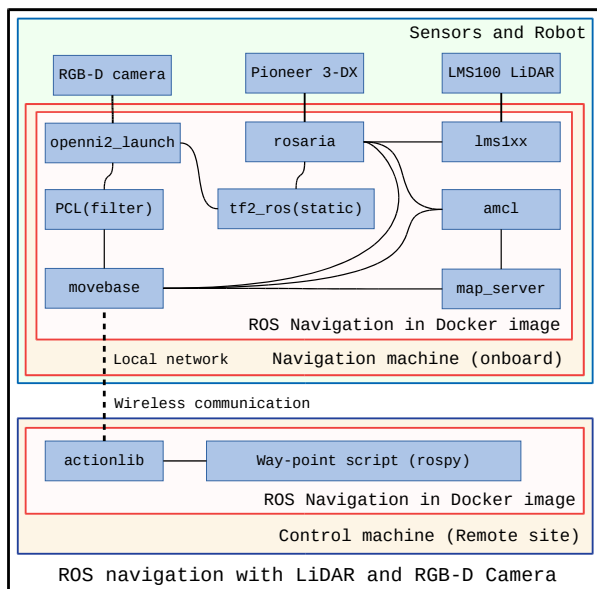 Sensors and Robot
RGB-D camera
Pioneer 3-DX
LMS100 LiDAR
openni2_launch
rosaria
lms1xx
PCL(filter)
tf2_ros(static)
amcl
movebase
map_server
ROS Navigation in Docker image
Local network
Navigation machine (onboard)
Wireless communication
actionlib
Way-point script (rospy)
ROS Navigation in Docker image
Control machine (Remote site)
ROS navigation with LiDAR and RGB-D Camera